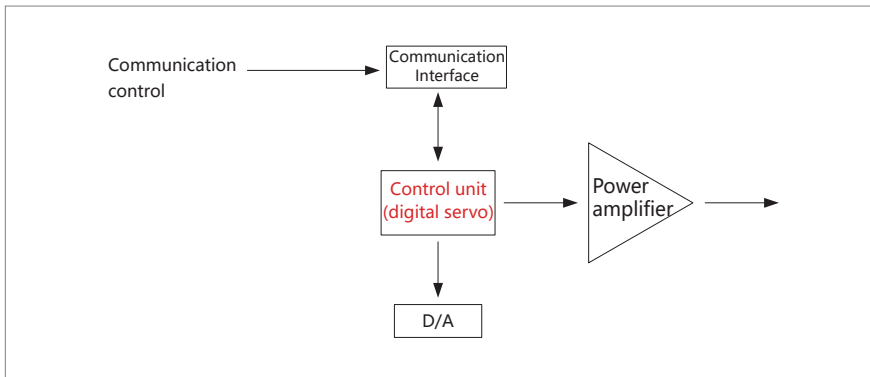 Communication
control
Communication
Interface
Control unit
(digital servo)
Power
amplifier
D/A